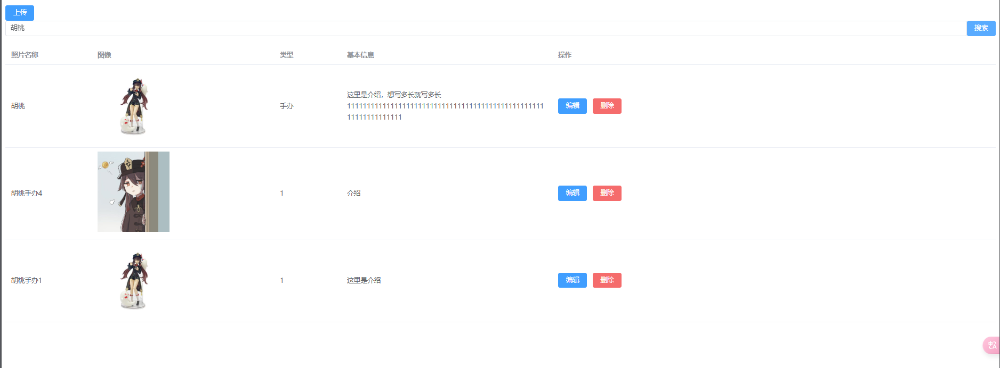 上传
胡桃 搜索
照片名称 图像 类型 基本信息 操作
这里是介绍，想写多长就写多长
胡桃 手办 编辑 删除
胡桃手办4 1 介绍 编辑 删除
胡桃手办1 1 这里是介绍 编辑 删除